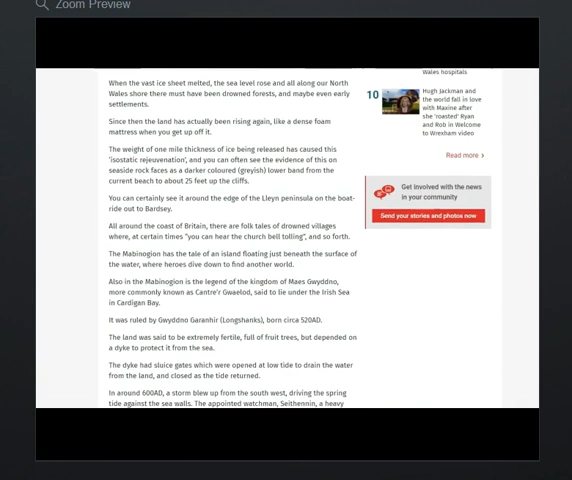 Zoom Preview
When the vast ice sheet melted, the sea level rose and all along our North
Wales shore there must have been drowned forests, and maybe even early
settlements.
Since then the land has actually been rising again, like a dense foam
mattress when you get up off it.
The weight of one mile thickness of ice being released has caused this
'isostatic rejeuvenation', and you can often see the evidence of this on
seaside rock faces as a darker coloured (greyish) lower band from the
current beach to about 25 feet up the cliffs.
You can certainly see it around the edge of the Lleyn peninsula on the boat-
ride out to Bardsey.
All around the coast of Britain, there are folk tales of drowned villages
where, at certain times "you can hear the church bell tolling", and so forth.
The Mabinogion has the tale of an island floating just beneath the surface of
the water, where heroes dive down to find another world.
Also in the Mabinogion is the legend of the kingdom of Maes Gwyddno,
more commonly known as Cantre'r Gwaelod, said to lie under the Irish Sea
in Cardigan Bay.
It was ruled by Gwyddno Garanhir (Longshanks), born circa 520AD.
The land was said to be extremely fertile, full of fruit trees, but depended on
a dyke to protect it from the sea.
The dyke had sluice gates which were opened at low tide to drain the water
from the land, and closed as the tide returned.
In around 600AD, a storm blew up from the south west, driving the spring
tide against the sea walls. The appointed watchman, Seithennin, a heavy
Wales hospitals
10
Hugh Jackman and
the world fall in love
with Maxine after
she 'roasted' Ryan
and Rob in Welcome
to Wrexham video
Read more >
Get involved with the news
in your community
Send your stories and photos now